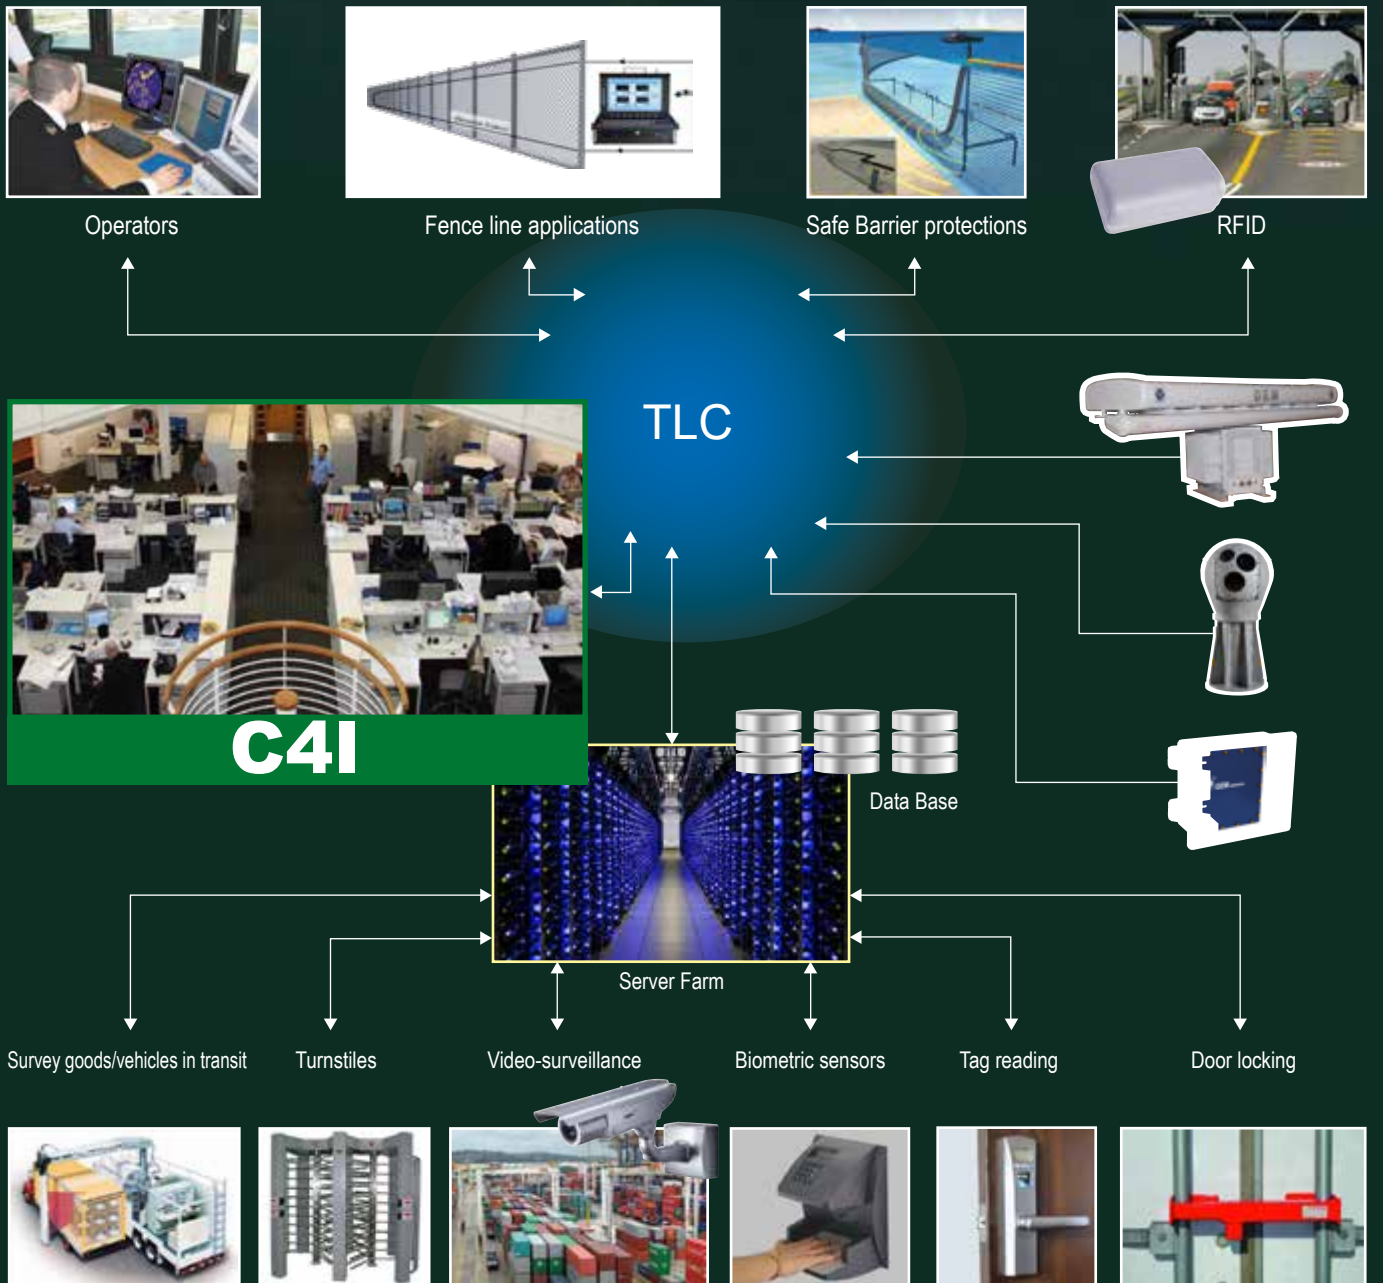 Operators
Fence line applications
Safe Barrier protections
RFID
TLC
C4I
Data Base
Server Farm
Survey goods/vehicles in transit
Turnstiles
Video-surveillance
Biometric sensors
Tag reading
Door locking